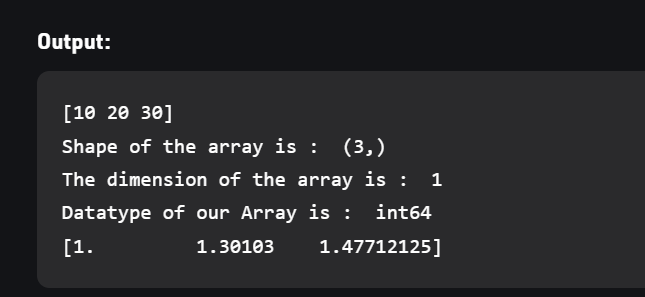 Output:
[10 20 30]
Shape of the array is :  (3,)
The dimension of the array is :  1
Datatype of our Array is :  int64
[1.         1.30103    1.47712125]